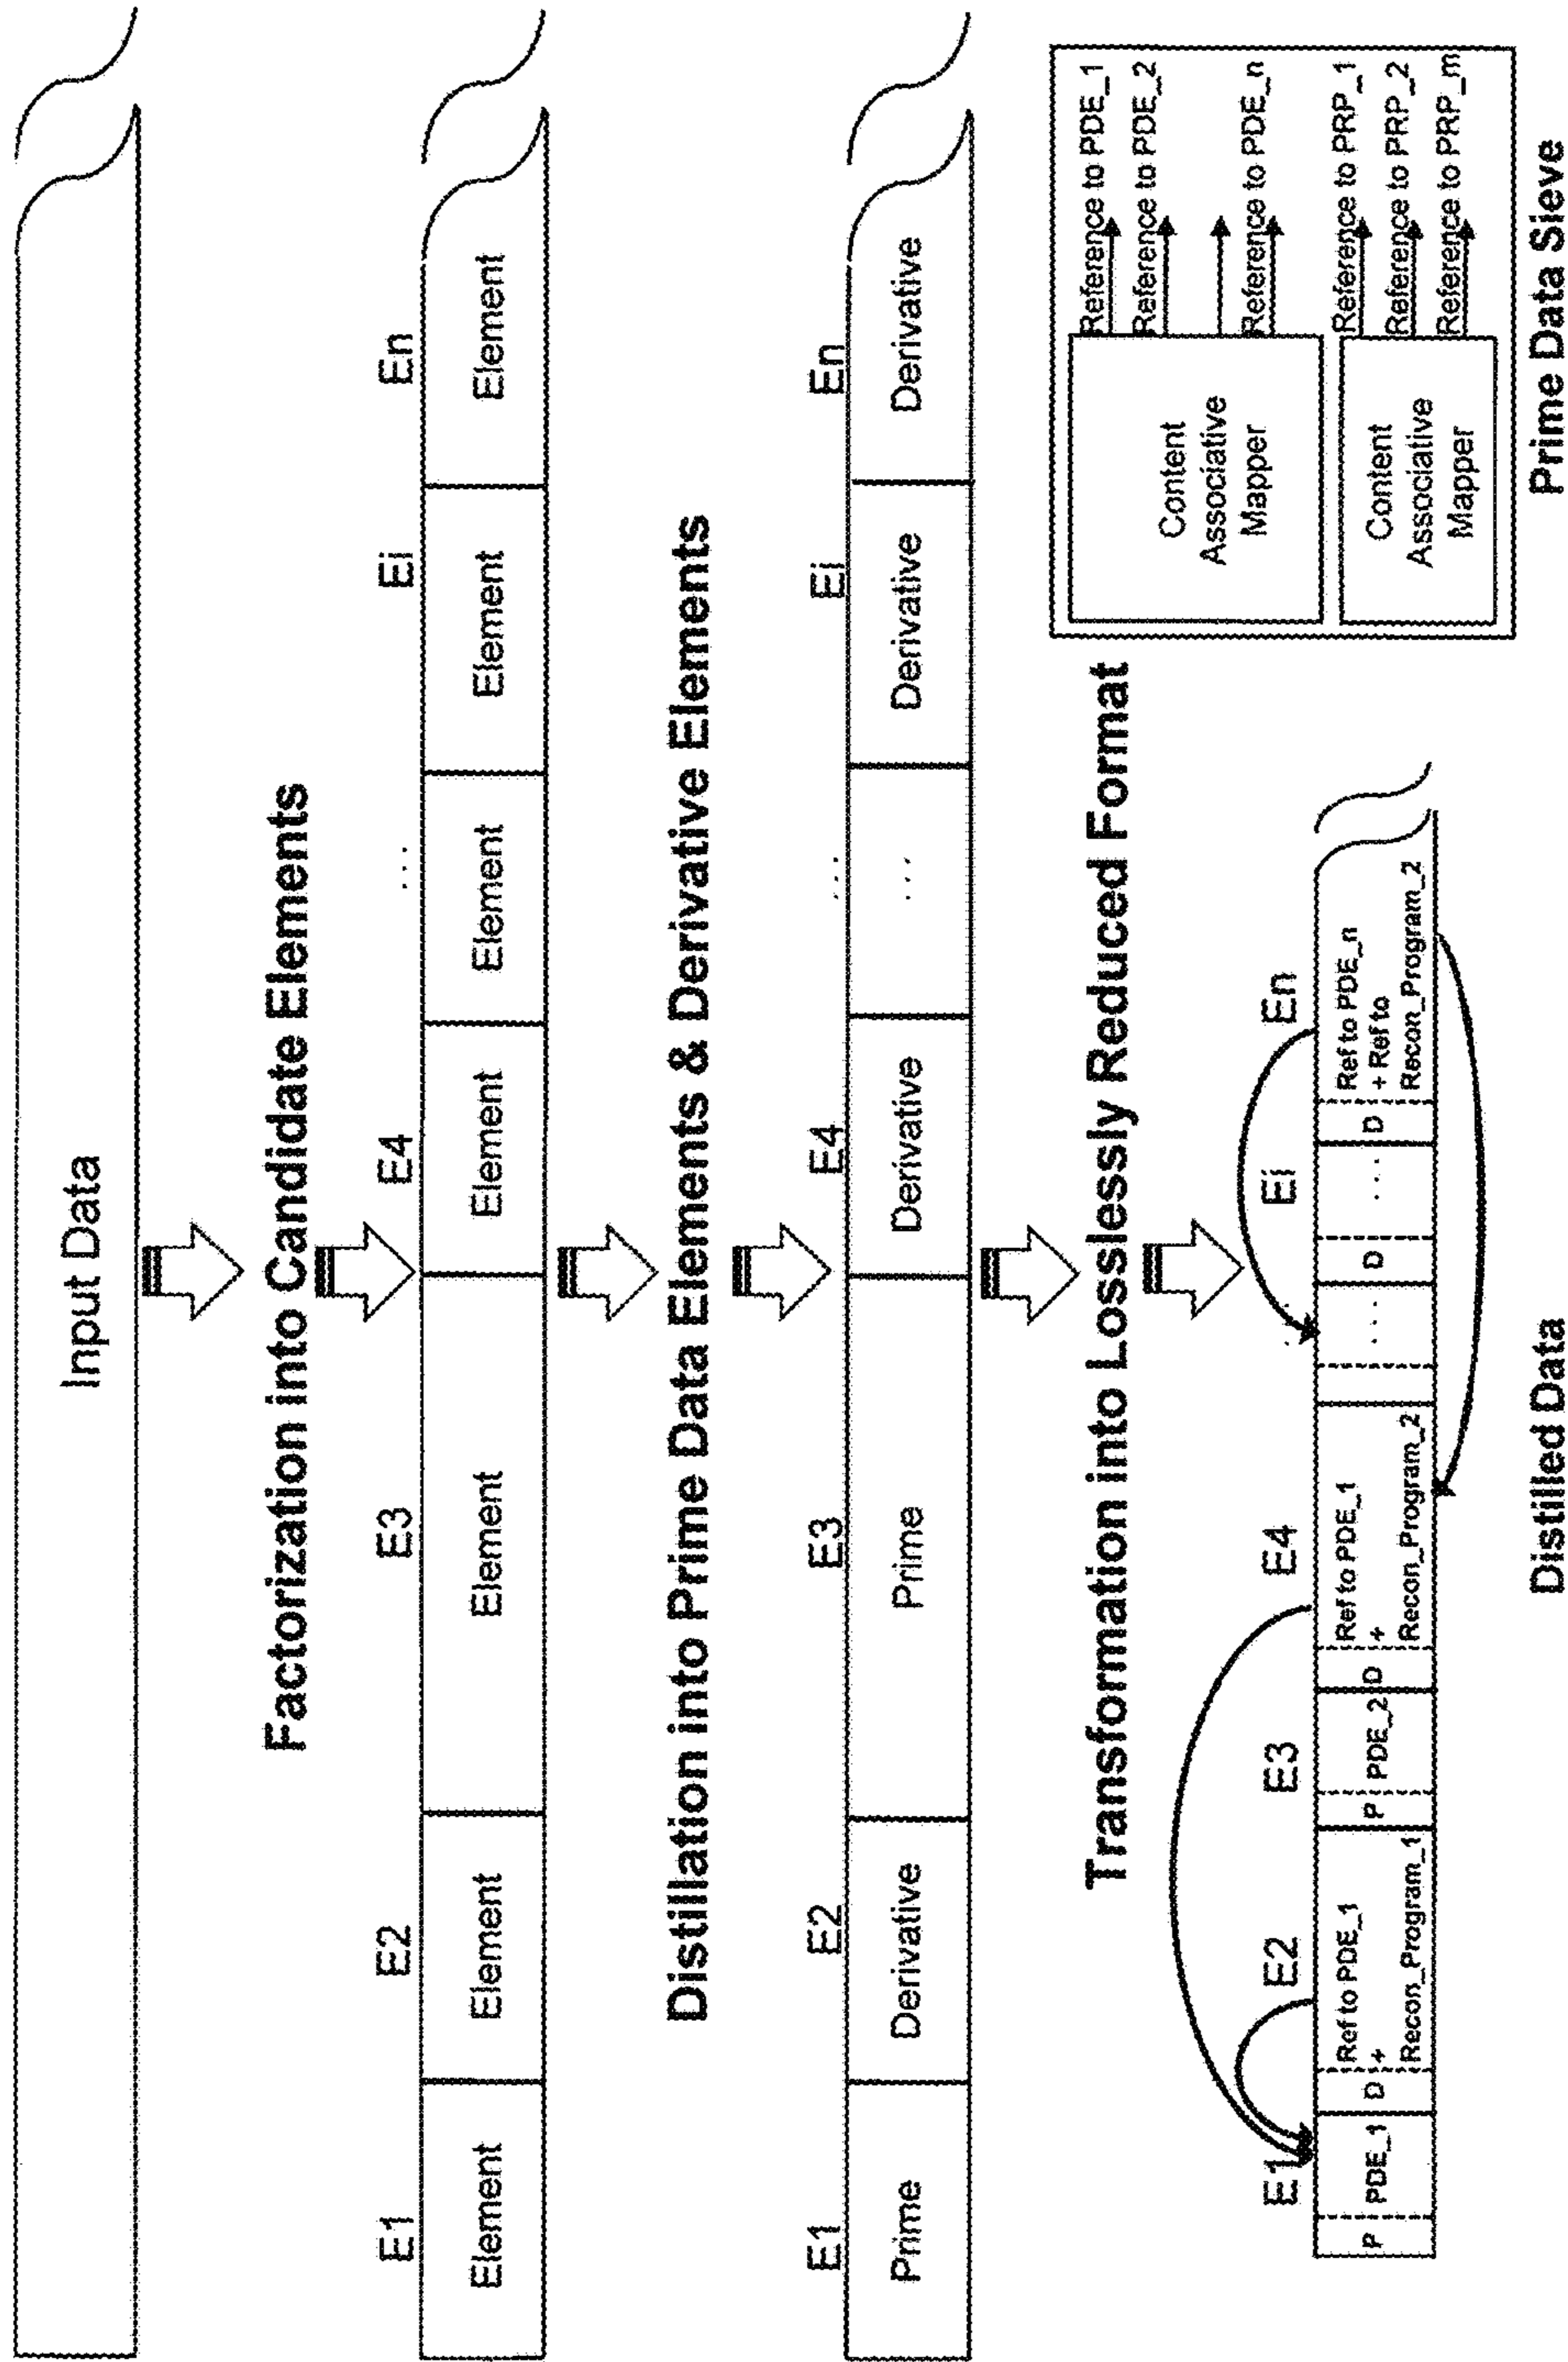 Input Data
Factorization into Candidate Elements
E1 E2 E3 E4 ... Ei En
Element Element Element Element Element Element Element
Distillation into Prime Data Elements & Derivative Elements
E1 E2 E3 E4 ... Ei En
Prime Derivative Prime Derivative ... Derivative Derivative
Transformation into Losslessly Reduced Format
E1 E2 E3 E4 ... Ei En
P PDE_1
D Ref to PDE_1
+
Recon_Program_1
P PDE_2
D Ref to PDE_1
+
Recon_Program_2
...
D ...
D Ref to PDE_n
+ Ref to
Recon_Program_2
Distilled Data
Content
Associative
Mapper
Reference to PDE_1
Reference to PDE_2
Reference to PDE_n
Content
Associative
Mapper
Reference to PRP_1
Reference to PRP_2
Reference to PRP_m
Prime Data Sieve